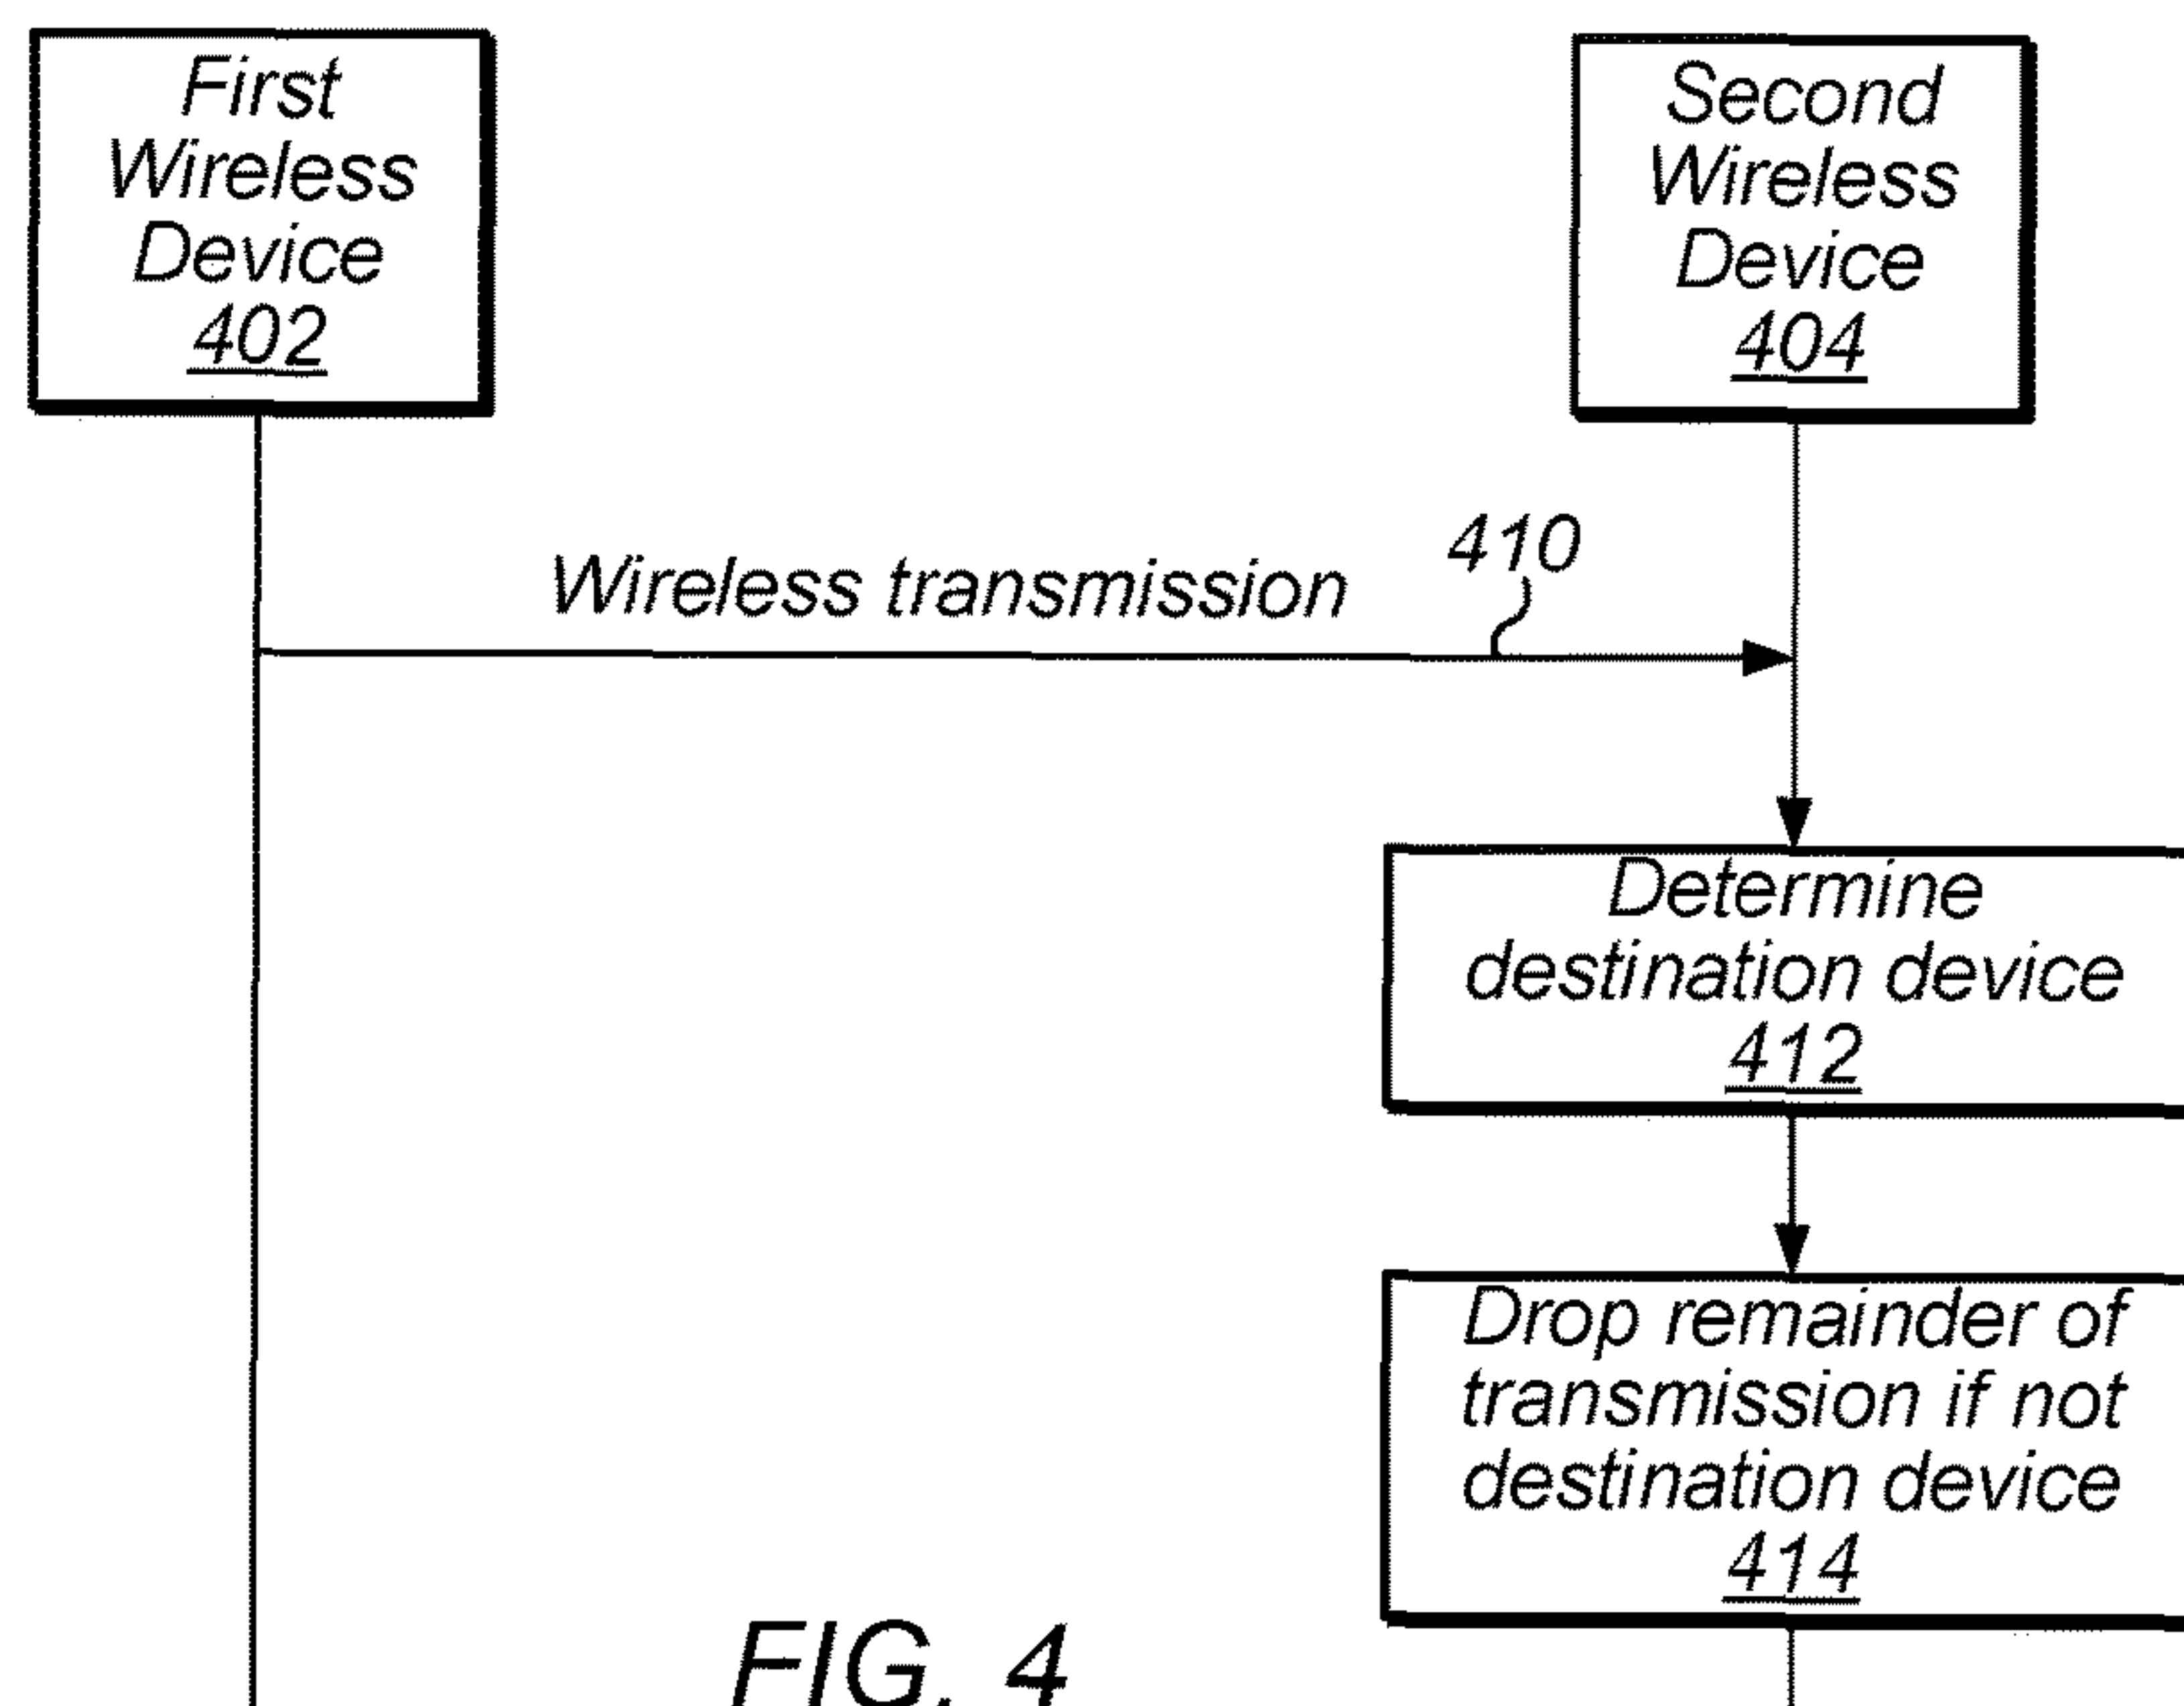 First
Wireless
Device
402
Second
Wireless
Device
404
410
Wireless transmission
Determine
destination device
412
Drop remainder of
transmission if not
destination device
414
FIG. 4